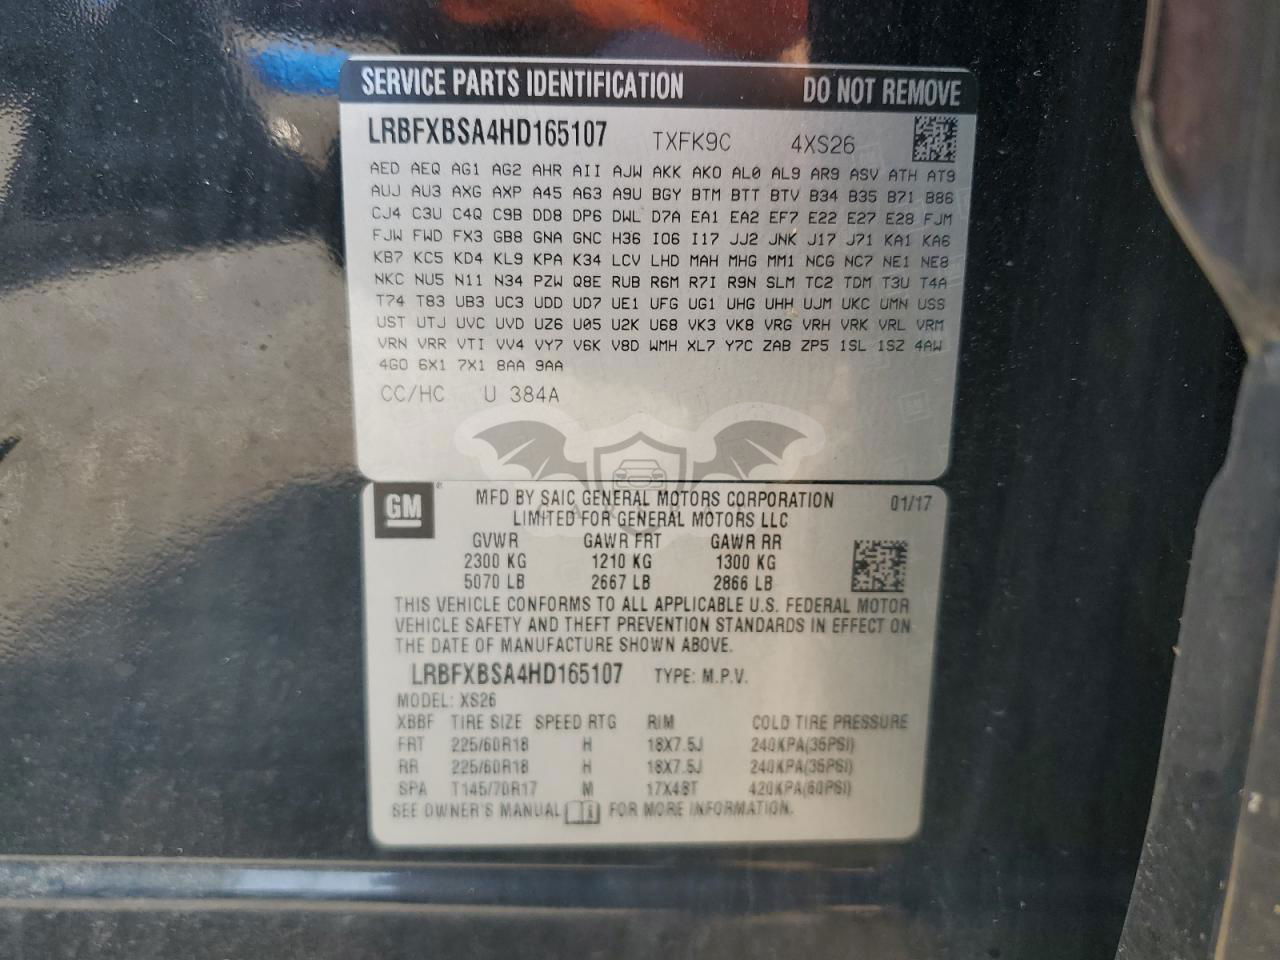 SERVICE PARTS IDENTIFICATION DO NOT REMOVE
LRBFXBSA4HD165107 TXFK9C 4XS26
AED AEQ AG1 AG2 AHR AII AJW AKK AKO AL0 AL9 AR9 ASV ATH AT9
AUJ AU3 AXG AXP A45 A63 A9U BGY BTM BTT BTV B34 B35 B71 B86
CJ4 C3U C4Q C9B DD8 DP6 DWL D7A EA1 EA2 EF7 E22 E27 E28 FJM
FJW FWD FX3 GB8 GNA GNC H36 IO6 I17 JJ2 JNK J17 J71 KA1 KA6
KB7 KC5 KD4 KL9 KPA K34 LCV LHD MAH MHG MM1 NCG NC7 NE1 NE8
NKC NU5 N11 N34 PZW Q8E RUB R6M R7I R9N SLM TC2 TDM T3U T4A
T74 T83 UB3 UC3 UDD UD7 UE1 UFG UG1 UHG UHH UJM UKC UMN USS
UST UTJ UVC UVD UZ6 U05 U2K U68 VK3 VK8 VRG VRH VRK VRL VRM
VRN VRR VTI VV4 VY7 V6K V8D WMH XL7 Y7C ZAB ZP5 1SL 1SZ 4AW
4GO 6X1 7X1 8AA 9AA
CC/HC U 384A
GM MFD BY SAIC GENERAL MOTORS CORPORATION 01/17
LIMITED FOR GENERAL MOTORS LLC
GVWR GAWR FRT GAWR RR
2300 KG 1210 KG 1300 KG
5070 LB 2667 LB 2866 LB
THIS VEHICLE CONFORMS TO ALL APPLICABLE U.S. FEDERAL MOTOR
VEHICLE SAFETY AND THEFT PREVENTION STANDARDS IN EFFECT ON
THE DATE OF MANUFACTURE SHOWN ABOVE.
LRBFXBSA4HD165107 TYPE: M.P.V.
MODEL: XS26
XBBF TIRE SIZE SPEED RTG RIM COLD TIRE PRESSURE
FRT 225/60R18 H 18X7.5J 240KPA(35PSI)
RR 225/60R18 H 18X7.5J 240KPA(35PSI)
SPA T145/70R17 M 17X4BT 420KPA(60PSI)
SEE OWNER'S MANUAL FOR MORE INFORMATION.